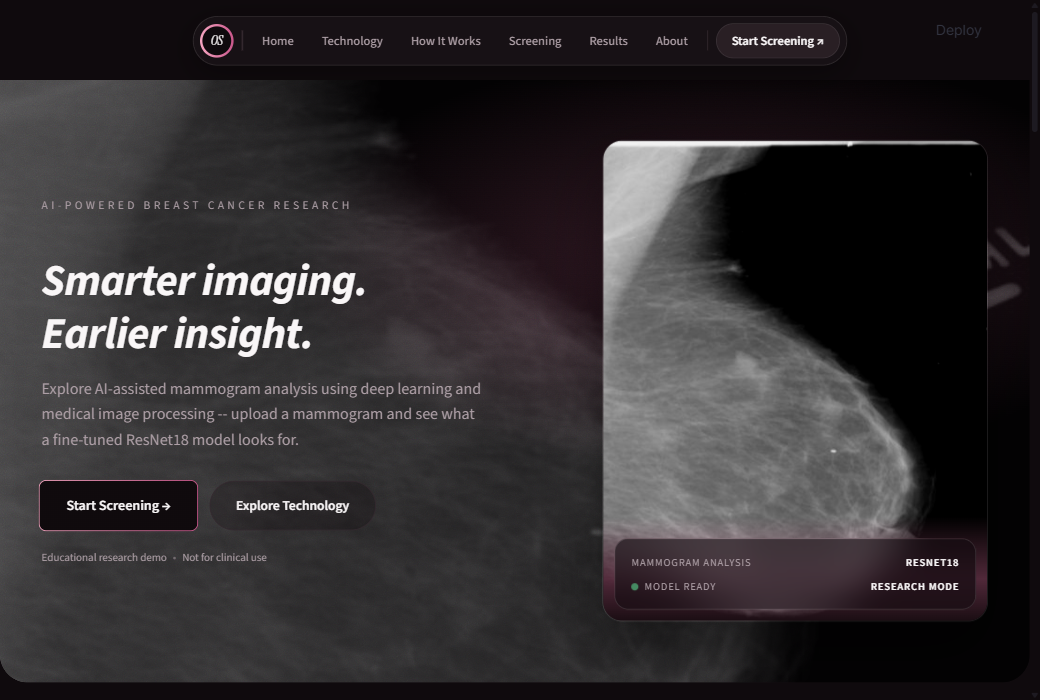 OS
Home
Technology
How It Works
Screening
Results
About
Start Screening ↗
Deploy
AI-POWERED BREAST CANCER RESEARCH
Smarter imaging.
Earlier insight.
Explore AI-assisted mammogram analysis using deep learning and
medical image processing -- upload a mammogram and see what
a fine-tuned ResNet18 model looks for.
Start Screening →
Explore Technology
Educational research demo • Not for clinical use
MAMMOGRAM ANALYSIS
RESNET18
MODEL READY
RESEARCH MODE